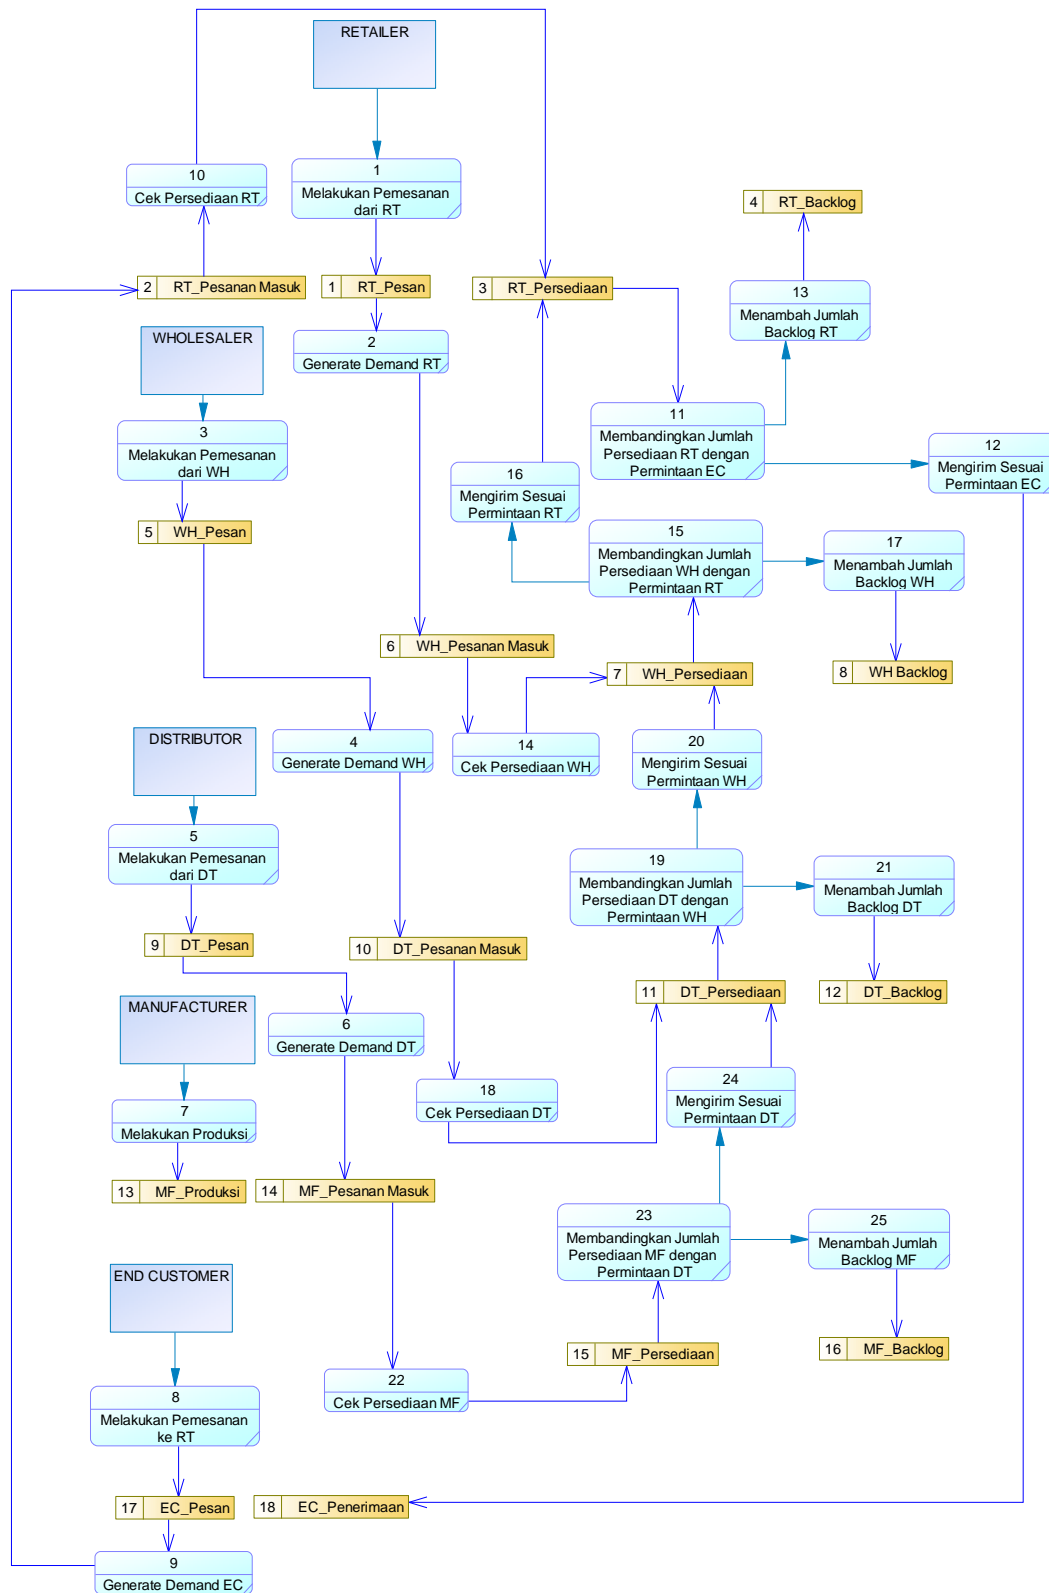 RETAILER
10
Cek Persediaan RT
1
Melakukan Pemesanan
dari RT
4 RT_Backlog
2 RT_Pesanan Masuk
1 RT_Pesan
3 RT_Persediaan
13
Menambah Jumlah
Backlog RT
WHOLESALER
2
Generate Demand RT
3
Melakukan Pemesanan
dari WH
11
Membandingkan Jumlah
Persediaan RT dengan
Permintaan EC
12
Mengirim Sesuai
Permintaan EC
16
Mengirim Sesuai
Permintaan RT
5 WH_Pesan
15
Membandingkan Jumlah
Persediaan WH dengan
Permintaan RT
17
Menambah Jumlah
Backlog WH
6 WH_Pesanan Masuk
7 WH_Persediaan
8 WH Backlog
DISTRIBUTOR
4
Generate Demand WH
14
Cek Persediaan WH
20
Mengirim Sesuai
Permintaan WH
5
Melakukan Pemesanan
dari DT
19
Membandingkan Jumlah
Persediaan DT dengan
Permintaan WH
21
Menambah Jumlah
Backlog DT
9 DT_Pesan
10 DT_Pesanan Masuk
11 DT_Persediaan
12 DT_Backlog
MANUFACTURER
6
Generate Demand DT
18
Cek Persediaan DT
24
Mengirim Sesuai
Permintaan DT
7
Melakukan Produksi
13 MF_Produksi
14 MF_Pesanan Masuk
23
Membandingkan Jumlah
Persediaan MF dengan
Permintaan DT
25
Menambah Jumlah
Backlog MF
END CUSTOMER
15 MF_Persediaan
16 MF_Backlog
22
Cek Persediaan MF
8
Melakukan Pemesanan
ke RT
17 EC_Pesan
18 EC_Penerimaan
9
Generate Demand EC